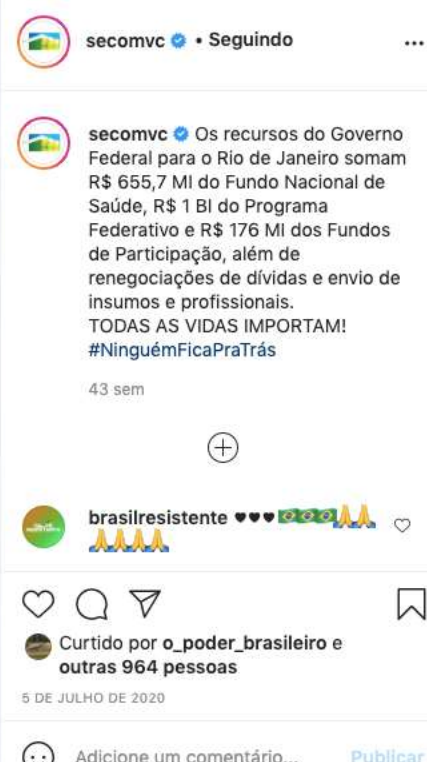 secomvc • Seguindo
secomvc Os recursos do Governo
Federal para o Rio de Janeiro somam
R$ 655,7 MI do Fundo Nacional de
Saúde, R$ 1 BI do Programa
Federativo e R$ 176 MI dos Fundos
de Participação, além de
renegociações de dívidas e envio de
insumos e profissionais.
TODAS AS VIDAS IMPORTAM!
#NinguémFicaPraTrás
43 sem
brasilresistente ♥♥♥🇧🇷🇧🇷🇧🇷🙏🙏
🙏🙏🙏🙏
Curtido por o_poder_brasileiro e
outras 964 pessoas
5 DE JULHO DE 2020
Adicione um comentário... Publicar